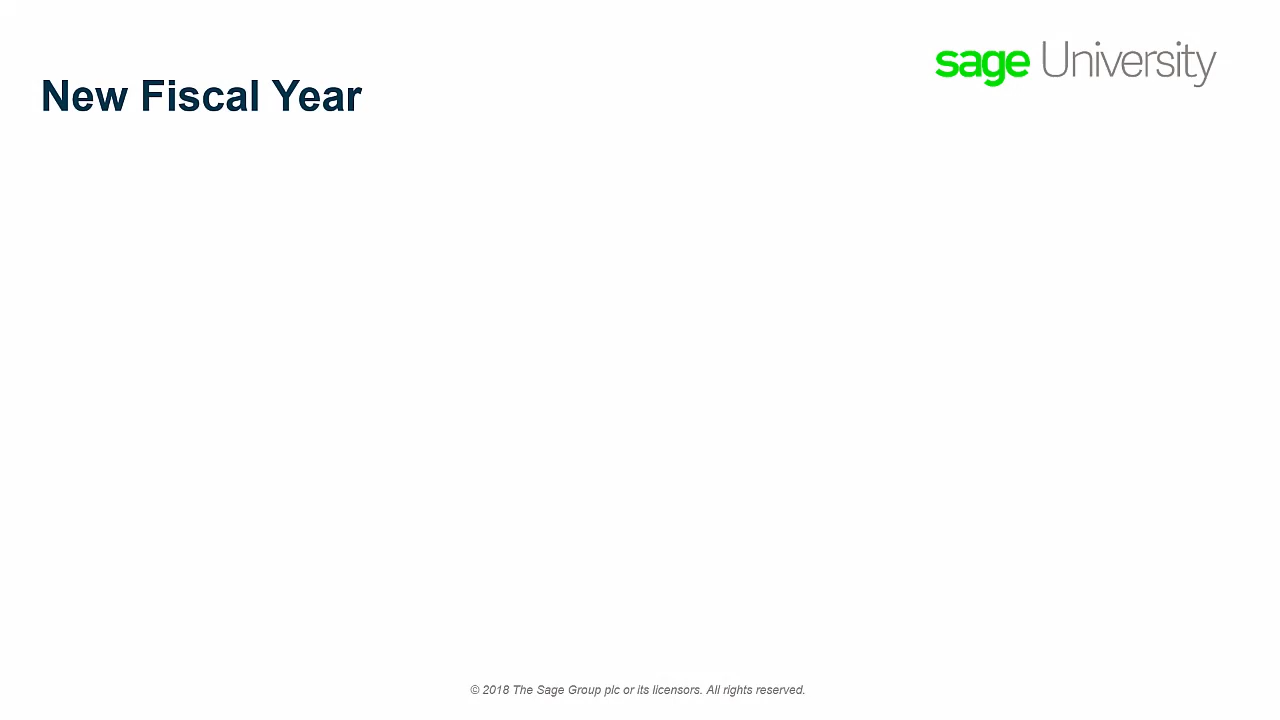 sage University
New Fiscal Year
© 2018 The Sage Group plc or its licensors. All rights reserved.